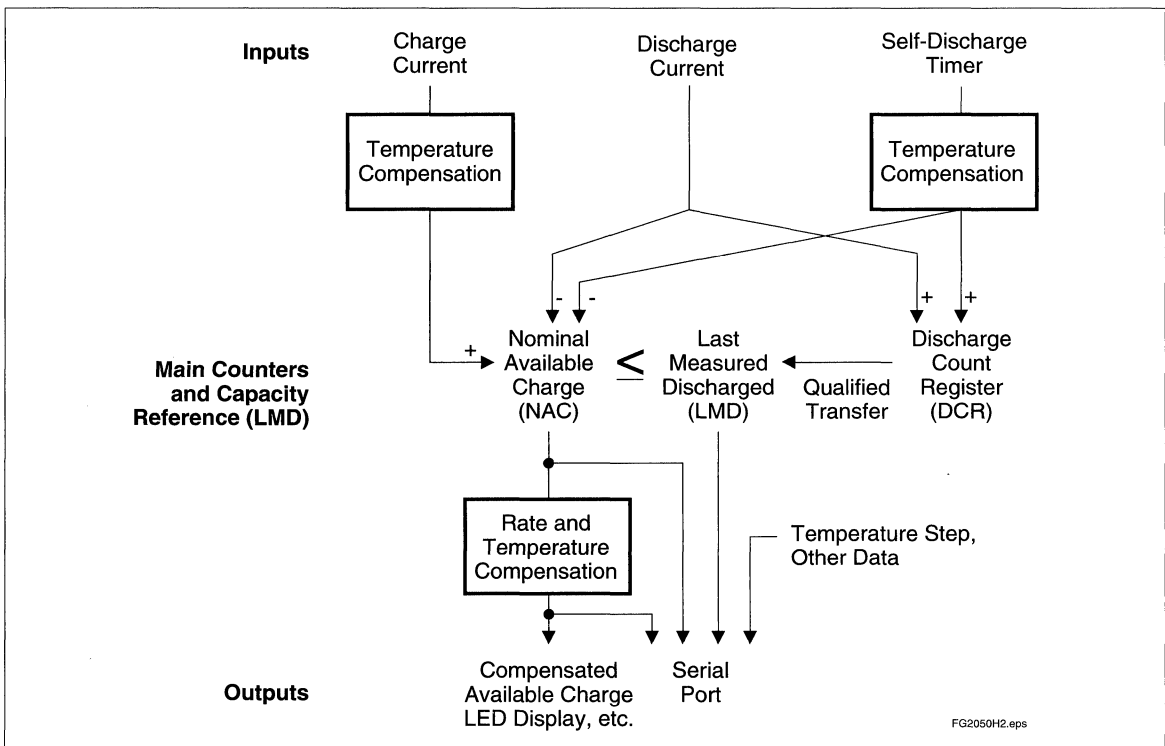 Inputs
Charge
Current
Discharge
Current
Self-Discharge
Timer
Temperature
Compensation
Temperature
Compensation
- - + +
+
Main Counters
and Capacity
Reference (LMD)
Nominal
Available
Charge
(NAC)
≤
Last
Measured
Discharged
(LMD)
Qualified
Transfer
Discharge
Count
Register
(DCR)
Rate and
Temperature
Compensation
Temperature Step,
Other Data
Outputs
Compensated
Available Charge
LED Display, etc.
Serial
Port
FG2050H2.eps